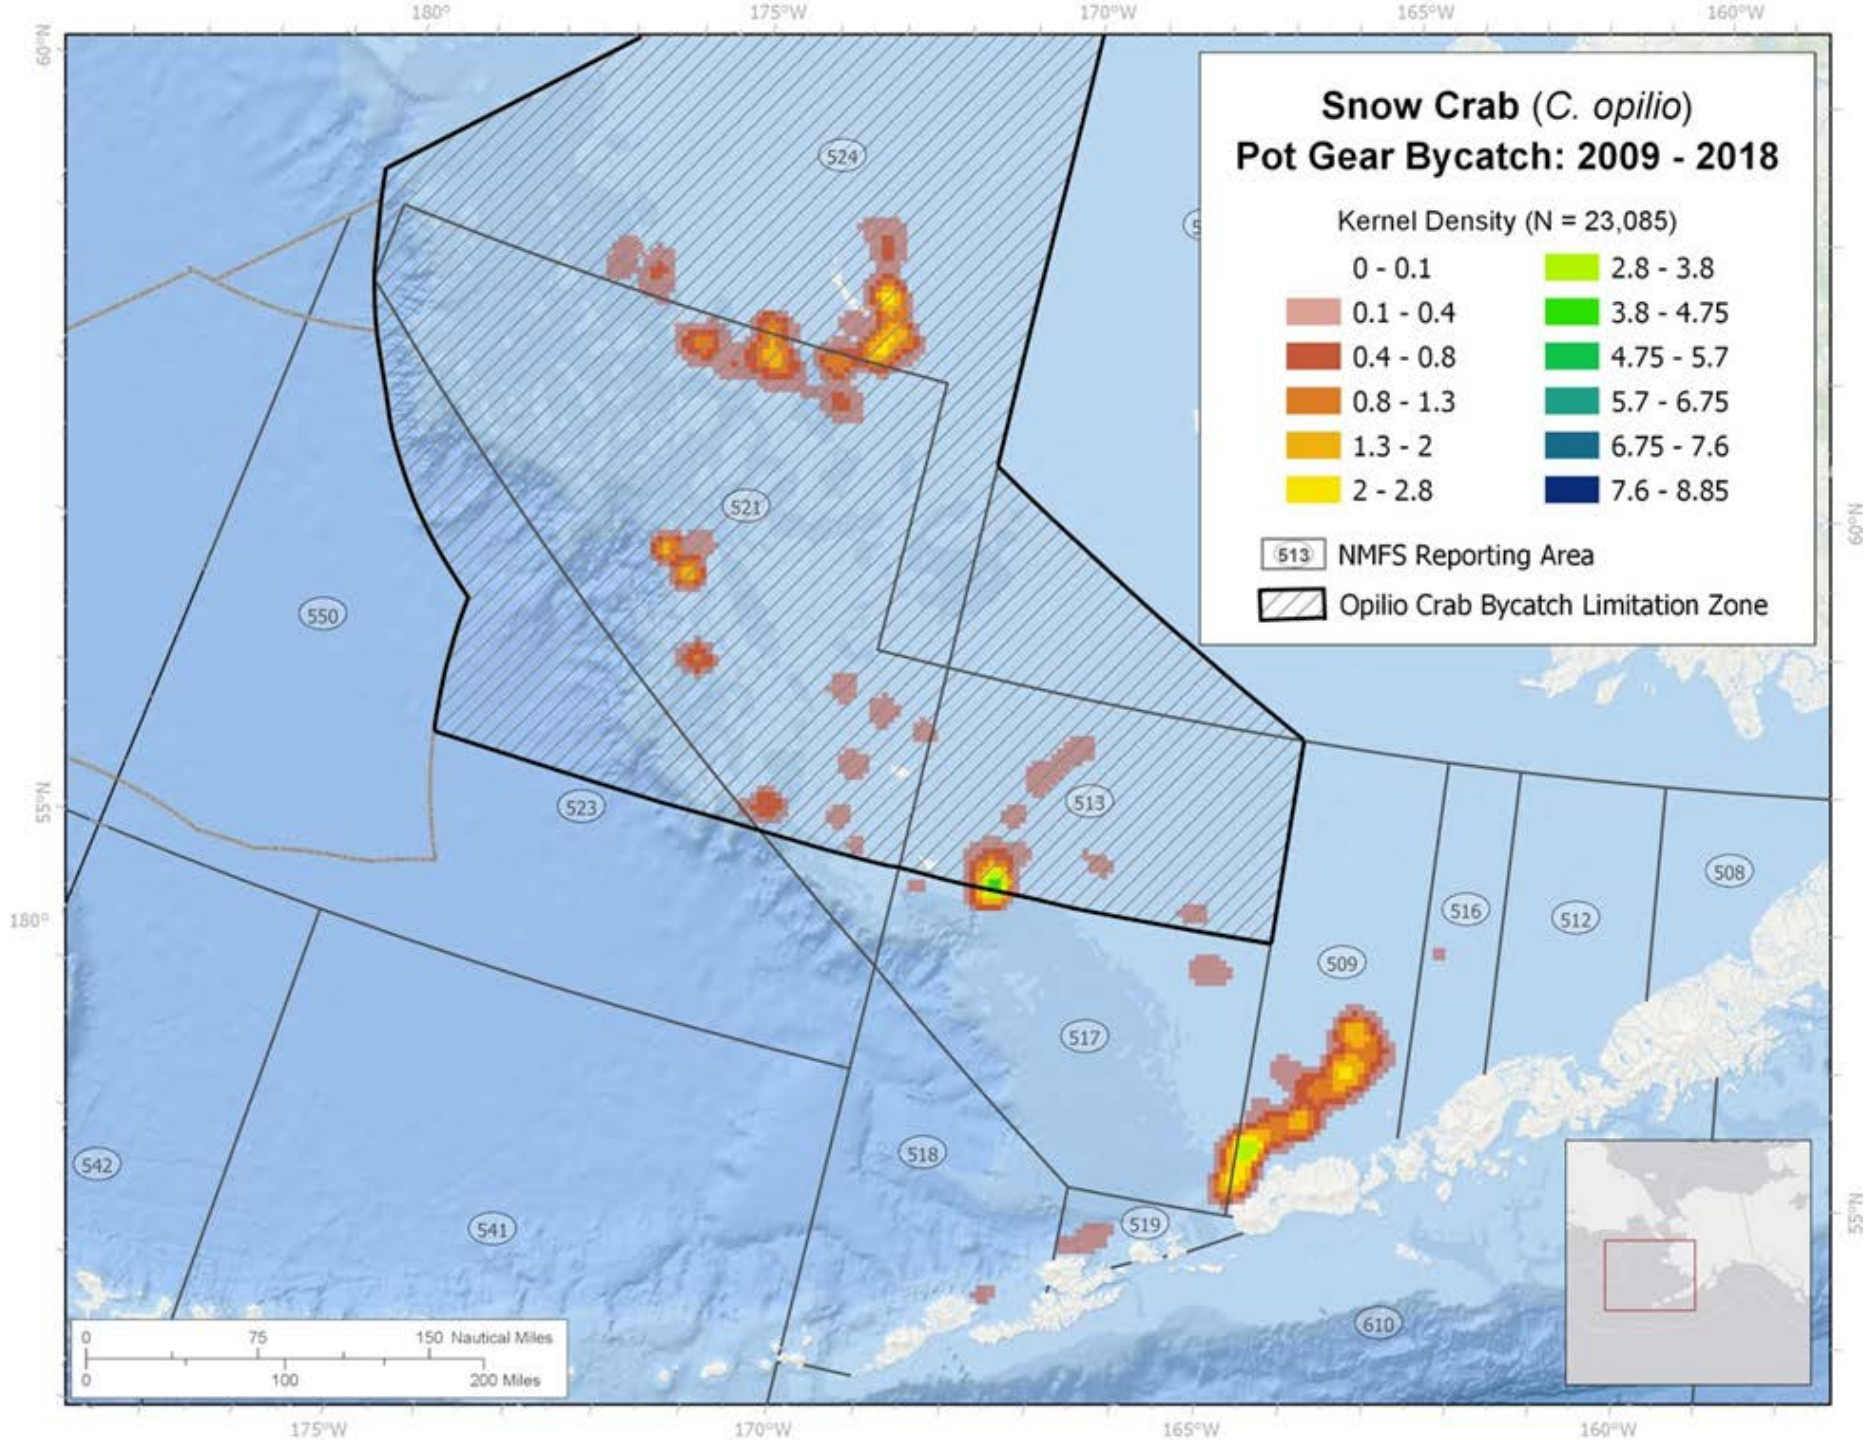 180°
175°W
170°W
165°W
160°W
60°N
Snow Crab (C. opilio)
Pot Gear Bycatch: 2009 - 2018
Kernel Density (N = 23,085)
0 - 0.1
2.8 - 3.8
0.1 - 0.4
3.8 - 4.75
0.4 - 0.8
4.75 - 5.7
0.8 - 1.3
5.7 - 6.75
1.3 - 2
6.75 - 7.6
2 - 2.8
7.6 - 8.85
513
NMFS Reporting Area
Opilio Crab Bycatch Limitation Zone
524
521
60°N
550
55°N
523
513
508
516
512
180°
509
517
518
542
519
541
55°N
610
0
75
150 Nautical Miles
0
100
200 Miles
175°W
170°W
165°W
160°W